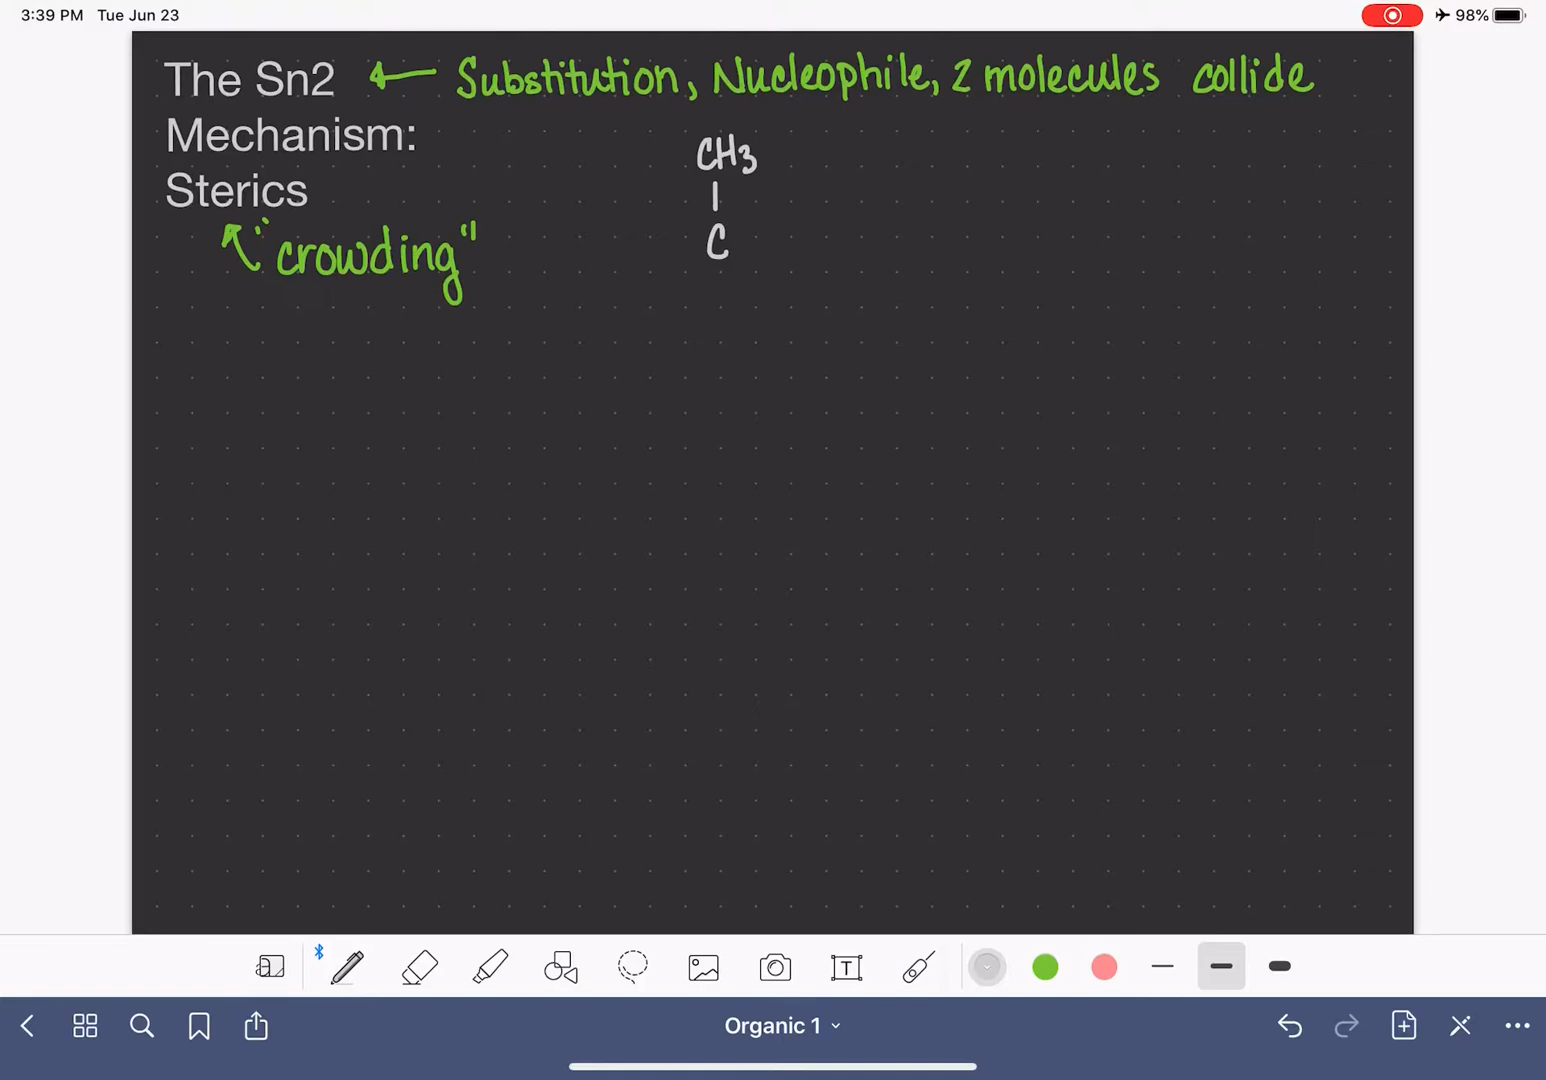 3:39 PM Tue Jun 23
98%
The Sn2 ← Substitution, Nucleophile, 2 molecules collide
Mechanism:
Sterics
"crowding"
CH3
C
T
Organic 1